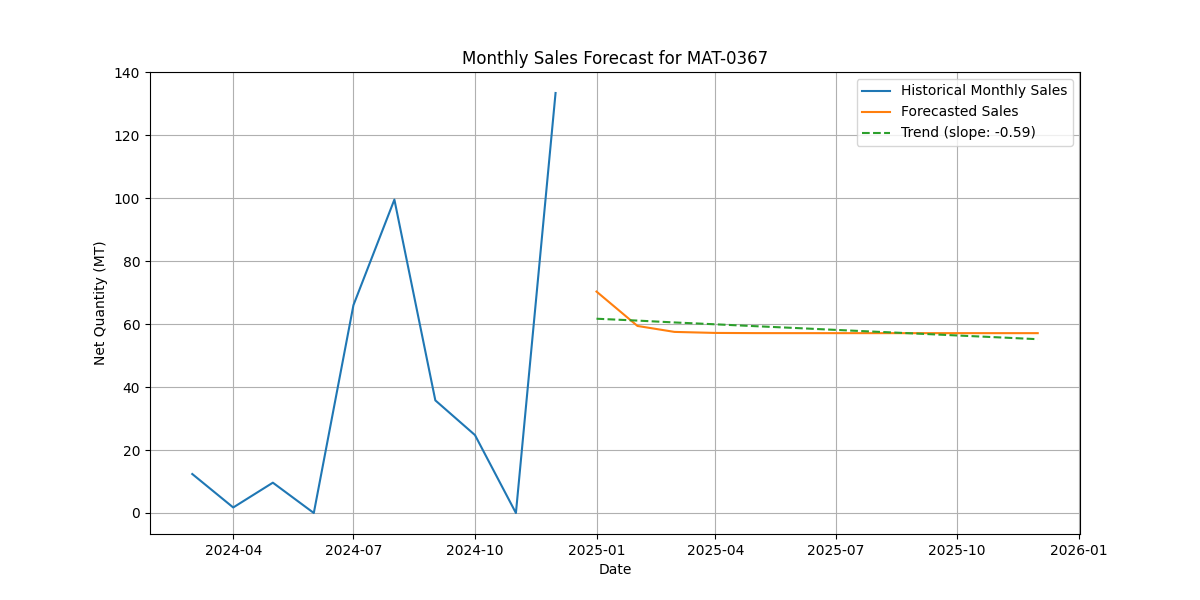 Monthly Sales Forecast for MAT-0367
Historical Monthly Sales
Forecasted Sales
Trend (slope: -0.59)
Net Quantity (MT)
140
120
100
80
60
40
20
0
2024-04 2024-07 2024-10 2025-01 2025-04 2025-07 2025-10 2026-01
Date